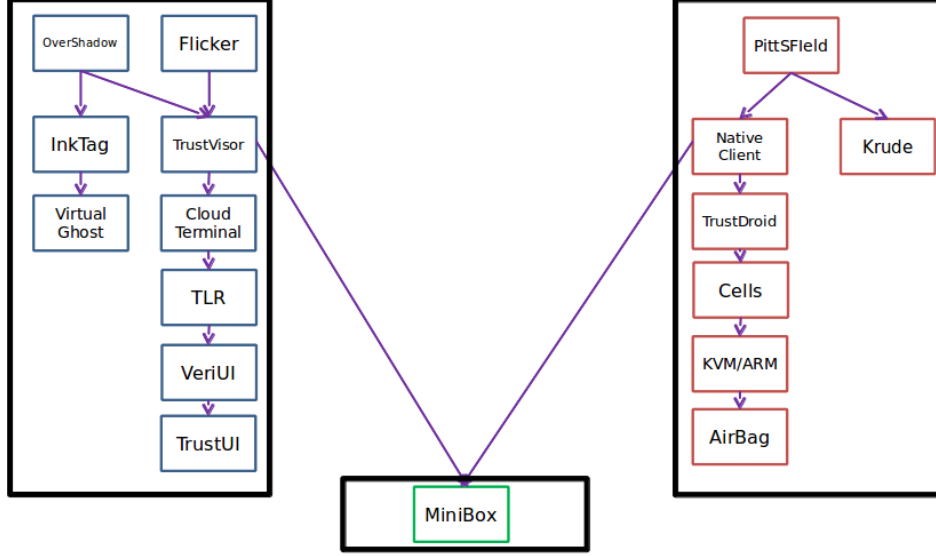 OverShadow
Flicker
InkTag
TrustVisor
Virtual
Ghost
Cloud
Terminal
TLR
VeriUI
TrustUI
PittSFIeld
Native
Client
Krude
TrustDroid
Cells
KVM/ARM
AirBag
MiniBox